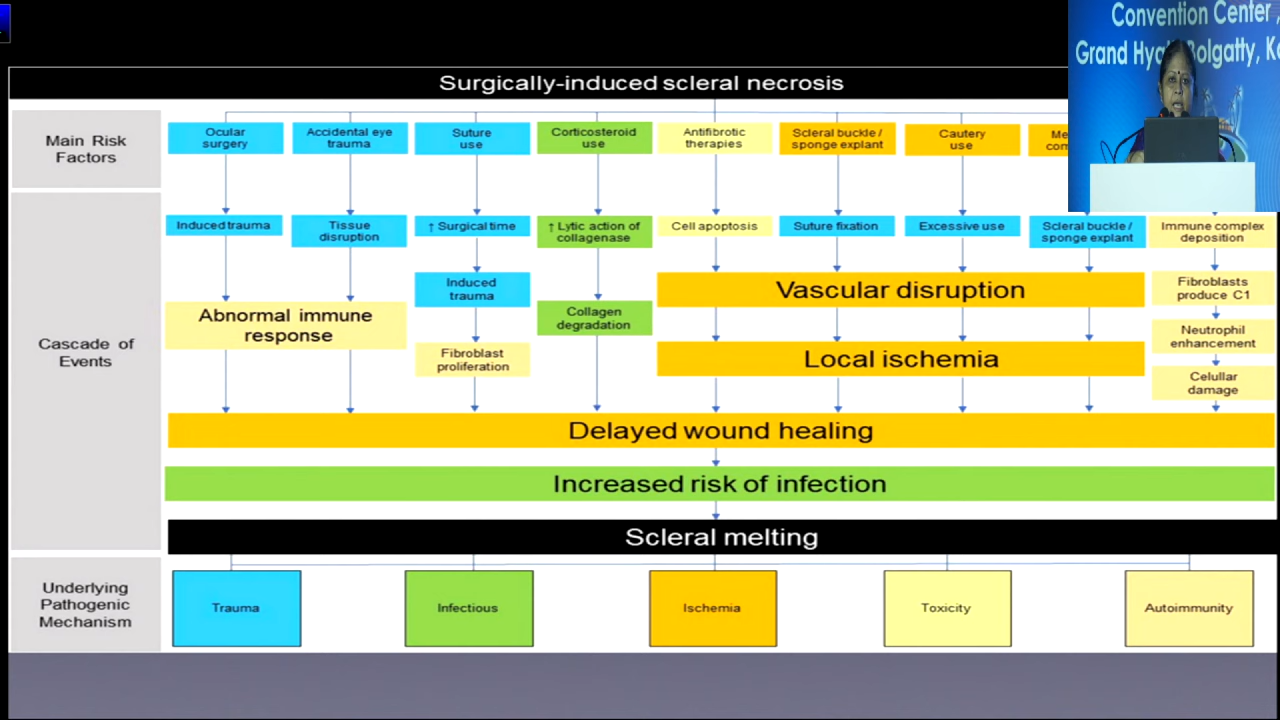 Convention Center,
Grand Hyatt Bolgatty,
Surgically-induced scleral necrosis
Main Risk
Factors
Ocular
surgery
Accidental eye
trauma
Suture
use
Corticosteroid
use
Antifibrotic
therapies
Scleral buckle /
sponge explant
Cautery
use
Cascade of
Events
Induced trauma
Tissue
disruption
↑ Surgical time
↑ Lytic action of
collagenase
Cell apoptosis
Suture fixation
Excessive use
Scleral buckle /
sponge explant
Immune complex
deposition
Induced
trauma
Vascular disruption
Fibroblasts
produce C1
Abnormal immune
response
Collagen
degradation
Neutrophil
enhancement
Fibroblast
proliferation
Local ischemia
Celullar
damage
Delayed wound healing
Increased risk of infection
Scleral melting
Underlying
Pathogenic
Mechanism
Trauma
Infectious
Ischemia
Toxicity
Autoimmunity